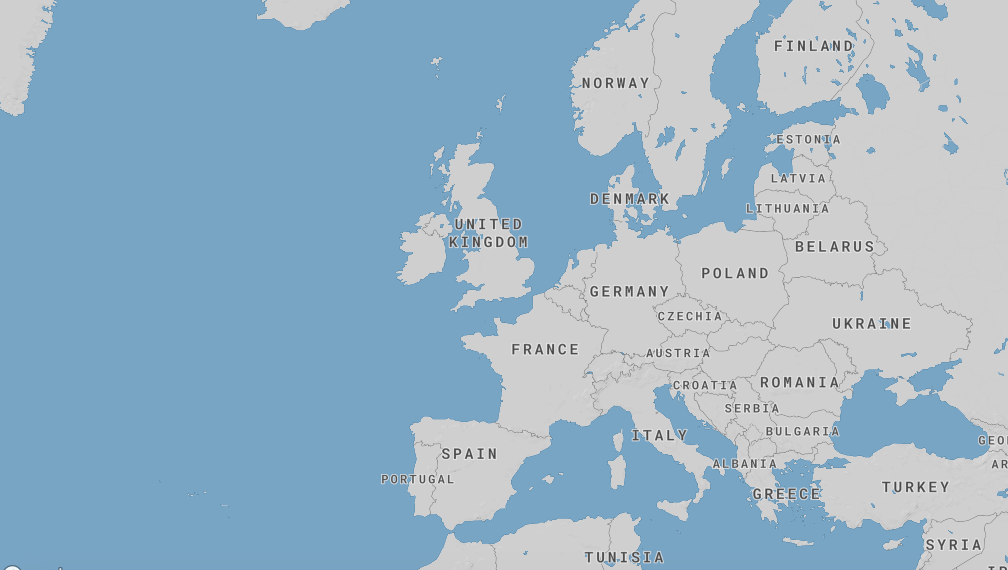 FINLAND
NORWAY
ESTONIA
LATVIA
DENMARK
LITHUANIA
UNITED
KINGDOM
BELARUS
POLAND
GERMANY
CZECHIA
UKRAINE
FRANCE
AUSTRIA
ROMANIA
CROATIA
SERBIA
BULGARIA
ITALY
GEO
SPAIN
ALBANIA
AR
PORTUGAL
TURKEY
GREECE
SYRIA
TUNISIA